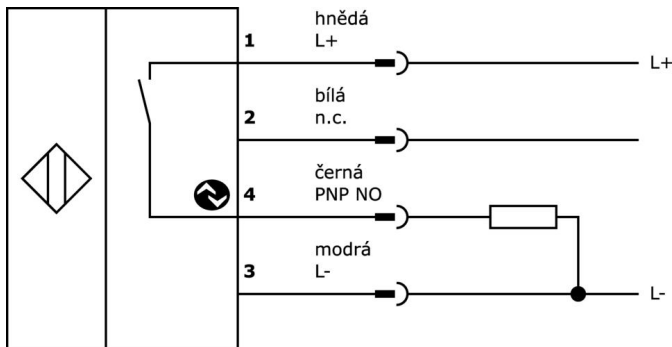 hnědá
1 L+
L+
bílá
2 n.c.
černá
4 PNP NO
modrá
3 L-
L-